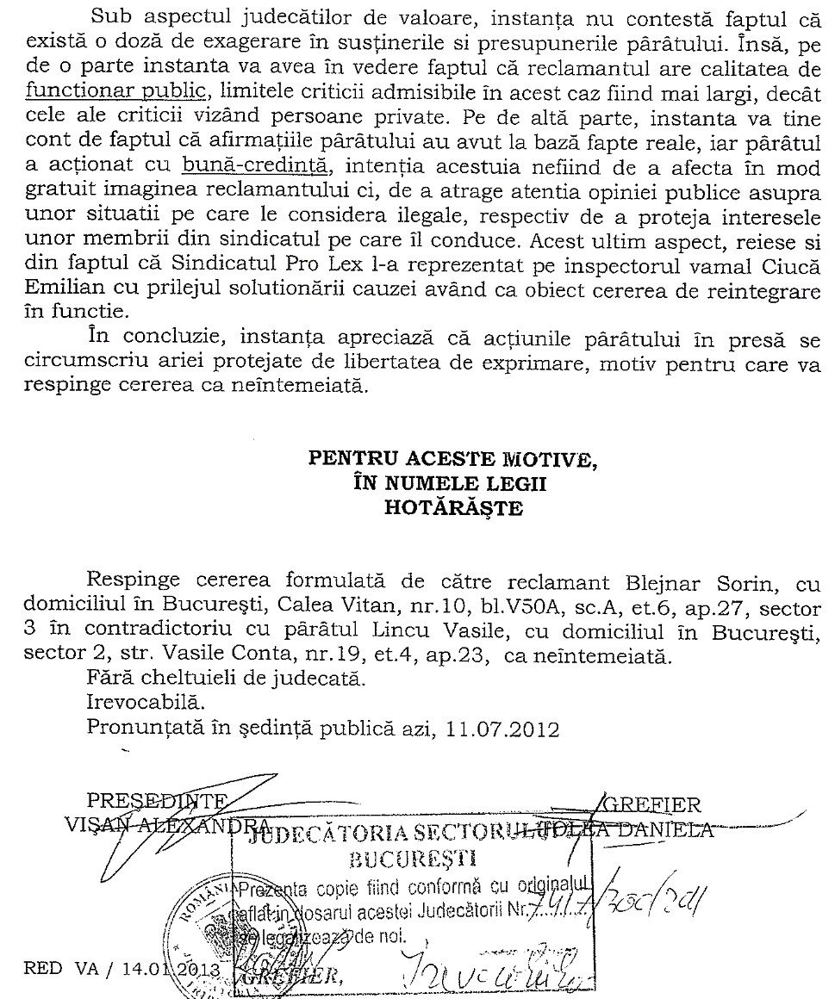 Sub aspectul judecătilor de valoare, instanța nu contestă faptul că
există o doză de exagerare în susținerile si presupunerile pârâtului. Însă, pe
de o parte instanta va avea în vedere faptul că reclamantul are calitatea de
functionar public, limitele criticii admisibile în acest caz fiind mai largi, decât
cele ale criticii vizând persoane private. Pe de altă parte, instanta va tine
cont de faptul că afirmațiile pârâtului au avut la bază fapte reale, iar pârâtul
a acționat cu bună-credință, intenția acestuia nefiind de a afecta în mod
gratuit imaginea reclamantului ci, de a atrage atentia opiniei publice asupra
unor situatii pe care le considera ilegale, respectiv de a proteja interesele
unor membrii din sindicatul pe care îl conduce. Acest ultim aspect, reiese si
din faptul că Sindicatul Pro Lex l-a reprezentat pe inspectorul vamal Ciucă
Emilian cu prilejul solutionării cauzei având ca obiect cererea de reintegrare
în functie.
În concluzie, instanța apreciază că acțiunile pârâtului în presă se
circumscriu ariei protejate de libertatea de exprimare, motiv pentru care va
respinge cererea ca neîntemeiată.
PENTRU ACESTE MOTIVE,
ÎN NUMELE LEGII
HOTĂRĂŞTE
Respinge cererea formulată de către reclamant Blejnar Sorin, cu
domiciliul în Bucureşti, Calea Vitan, nr.10, bl.V50A, sc.A, et.6, ap.27, sector
3 în contradictoriu cu pârâtul Lincu Vasile, cu domiciliul în Bucureşti,
sector 2, str. Vasile Conta, nr.19, et.4, ap.23, ca neîntemeiată.
Fără cheltuieli de judecată.
Irevocabilă.
Pronunțată în şedință publică azi, 11.07.2012
PREŞEDINTE GREFIER
VIŞAN ALEXANDRA TOLEA DANIELA
JUDECĂTORIA SECTORULUI
BUCUREŞTI
Prezenta copie fiind conformă cu originalul
aflat în dosarul acestei Judecătorii Nr.
se legalizează de noi.
ROMÂNIA
RED VA / 14.01.2013
GREFIER,
Irevocabila